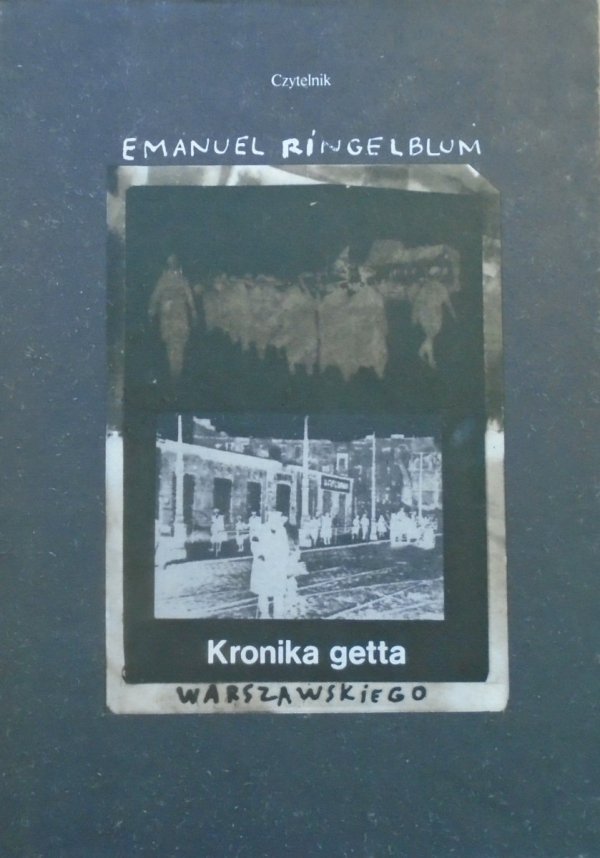 Czytelnik
EMANUEL RINGELBLUM
Kronika getta
WARSZAWSKIEGO